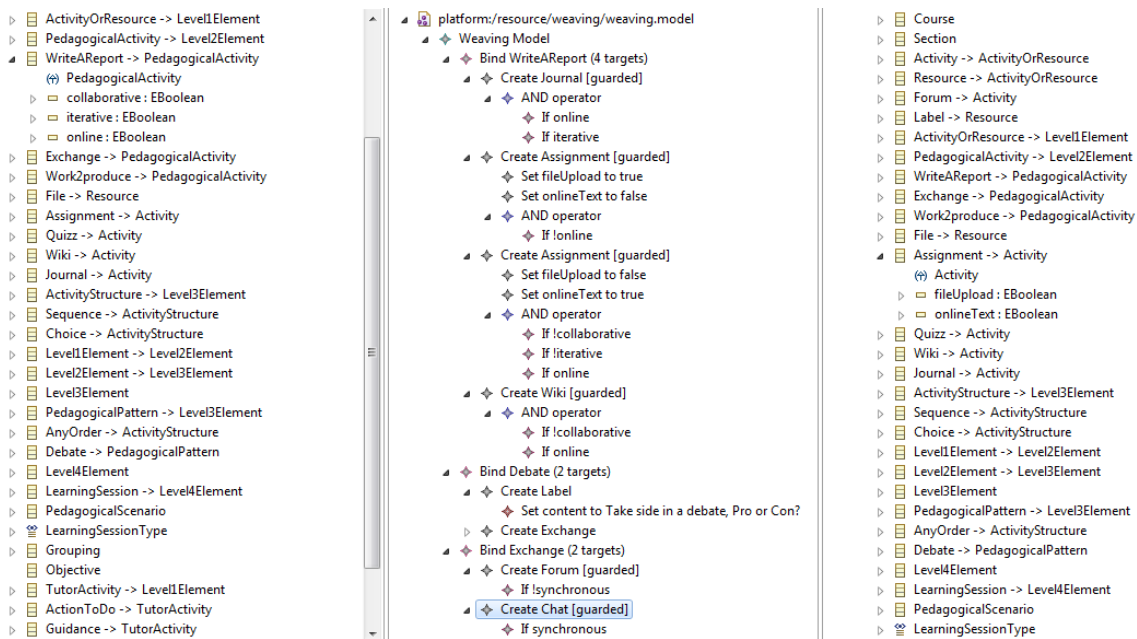 ActivityOrResource -> Level1Element
PedagogicalActivity -> Level2Element
WriteAReport -> PedagogicalActivity
PedagogicalActivity
collaborative : EBoolean
iterative : EBoolean
online : EBoolean
Exchange -> PedagogicalActivity
Work2produce -> PedagogicalActivity
File -> Resource
Assignment -> Activity
Quizz -> Activity
Wiki -> Activity
Journal -> Activity
ActivityStructure -> Level3Element
Sequence -> ActivityStructure
Choice -> ActivityStructure
Level1Element -> Level2Element
Level2Element -> Level3Element
Level3Element
PedagogicalPattern -> Level3Element
AnyOrder -> ActivityStructure
Debate -> PedagogicalPattern
Level4Element
LearningSession -> Level4Element
PedagogicalScenario
LearningSessionType
Grouping
Objective
TutorActivity -> Level1Element
ActionToDo -> TutorActivity
Guidance -> TutorActivity
platform:/resource/weaving/weaving.model
Weaving Model
Bind WriteAReport (4 targets)
Create Journal [guarded]
AND operator
If online
If iterative
Create Assignment [guarded]
Set fileUpload to true
Set onlineText to false
AND operator
If !online
Create Assignment [guarded]
Set fileUpload to false
Set onlineText to true
AND operator
If !collaborative
If !iterative
If online
Create Wiki [guarded]
AND operator
If !collaborative
If online
Bind Debate (2 targets)
Create Label
Set content to Take side in a debate, Pro or Con?
Create Exchange
Bind Exchange (2 targets)
Create Forum [guarded]
If !synchronous
Create Chat [guarded]
If synchronous
Course
Section
Activity -> ActivityOrResource
Resource -> ActivityOrResource
Forum -> Activity
Label -> Resource
ActivityOrResource -> Level1Element
PedagogicalActivity -> Level2Element
WriteAReport -> PedagogicalActivity
Exchange -> PedagogicalActivity
Work2produce -> PedagogicalActivity
File -> Resource
Assignment -> Activity
Activity
fileUpload : EBoolean
onlineText : EBoolean
Quizz -> Activity
Wiki -> Activity
Journal -> Activity
ActivityStructure -> Level3Element
Sequence -> ActivityStructure
Choice -> ActivityStructure
Level1Element -> Level2Element
Level2Element -> Level3Element
Level3Element
PedagogicalPattern -> Level3Element
AnyOrder -> ActivityStructure
Debate -> PedagogicalPattern
Level4Element
LearningSession -> Level4Element
PedagogicalScenario
LearningSessionType